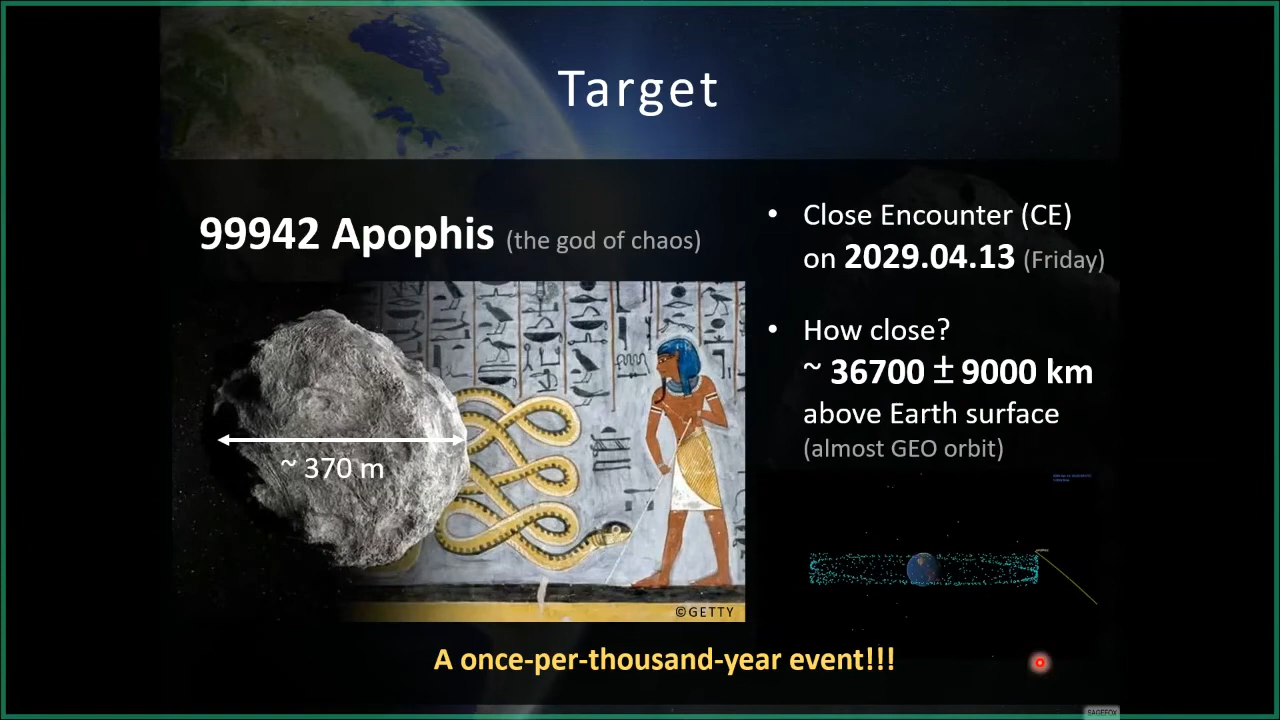 Target
99942 Apophis (the god of chaos)
~ 370 m
©GETTY
• Close Encounter (CE)
on 2029.04.13 (Friday)
• How close?
~ 36700 ± 9000 km
above Earth surface
(almost GEO orbit)
A once-per-thousand-year event!!!
SAGEFOX